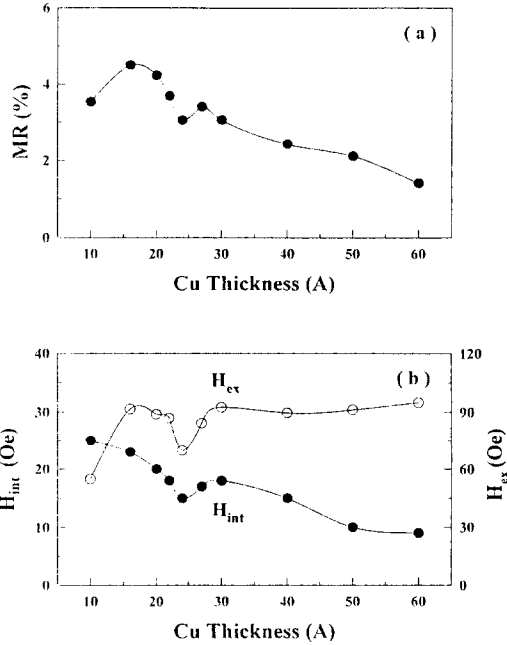 6
( a )
4
MR (%)
2
0
10 20 30 40 50 60
Cu Thickness (A)
40 120
( b )
H_ex
30 90
H_int (Oe) H_ex (Oe)
20 60
H_int
10 30
0 0
10 20 30 40 50 60
Cu Thickness (A)